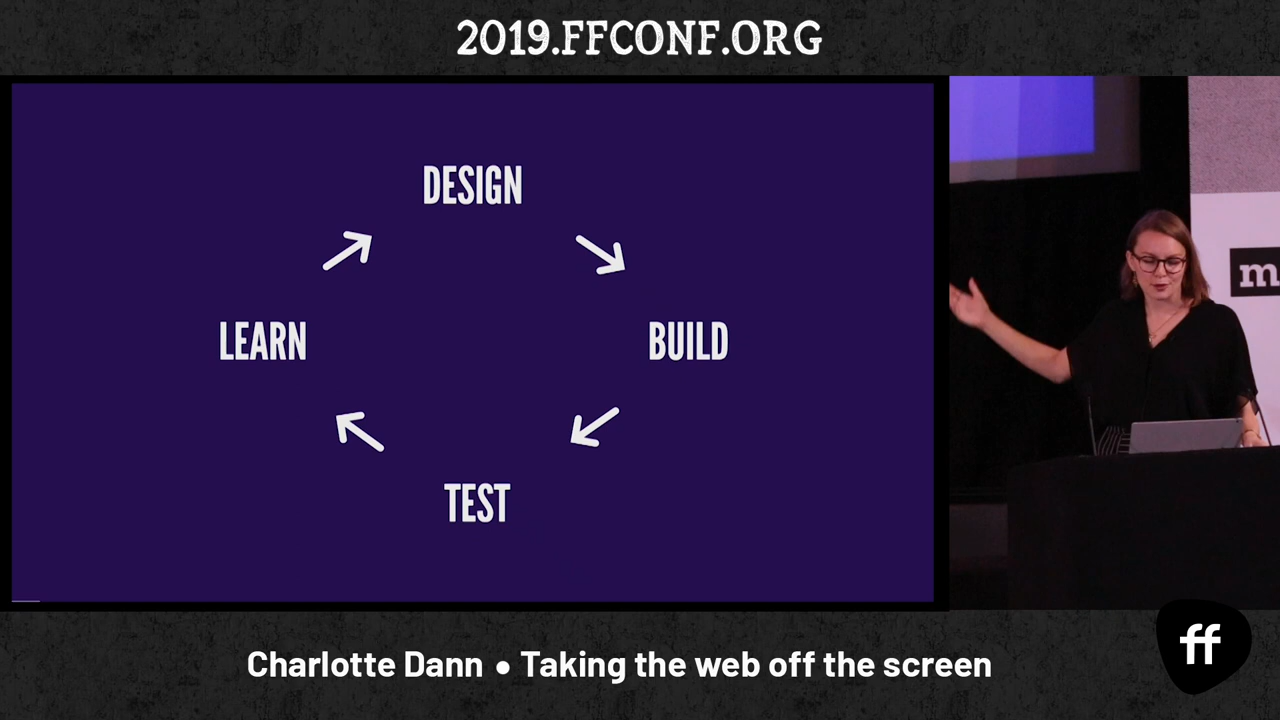 2019.FFCONF.ORG
DESIGN
LEARN
BUILD
TEST
m
Charlotte Dann • Taking the web off the screen
ff